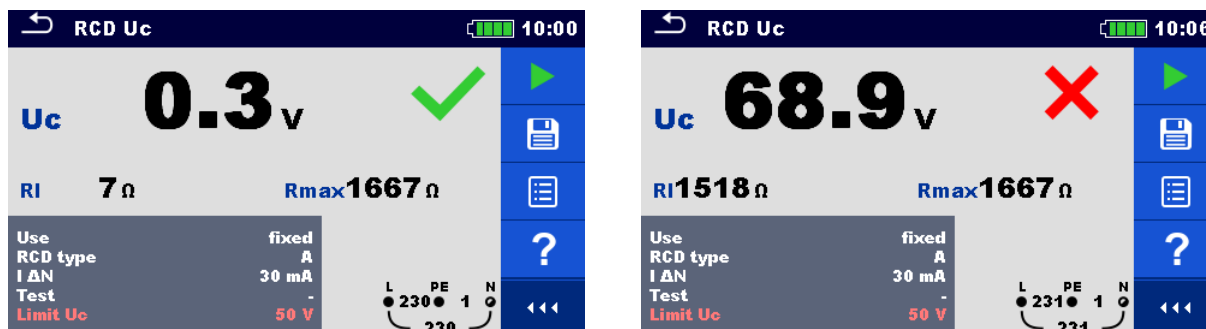 RCD Uc 10:00
Uc 0.3 V
RI 7 Ω Rmax 1667 Ω
Use fixed
RCD type A
I ΔN 30 mA
Test -
Limit Uc 50 V
?
L PE N
230 1
230
RCD Uc 10:06
Uc 68.9 V
RI 1518 Ω Rmax 1667 Ω
Use fixed
RCD type A
I ΔN 30 mA
Test -
Limit Uc 50 V
?
L PE N
231 1
231